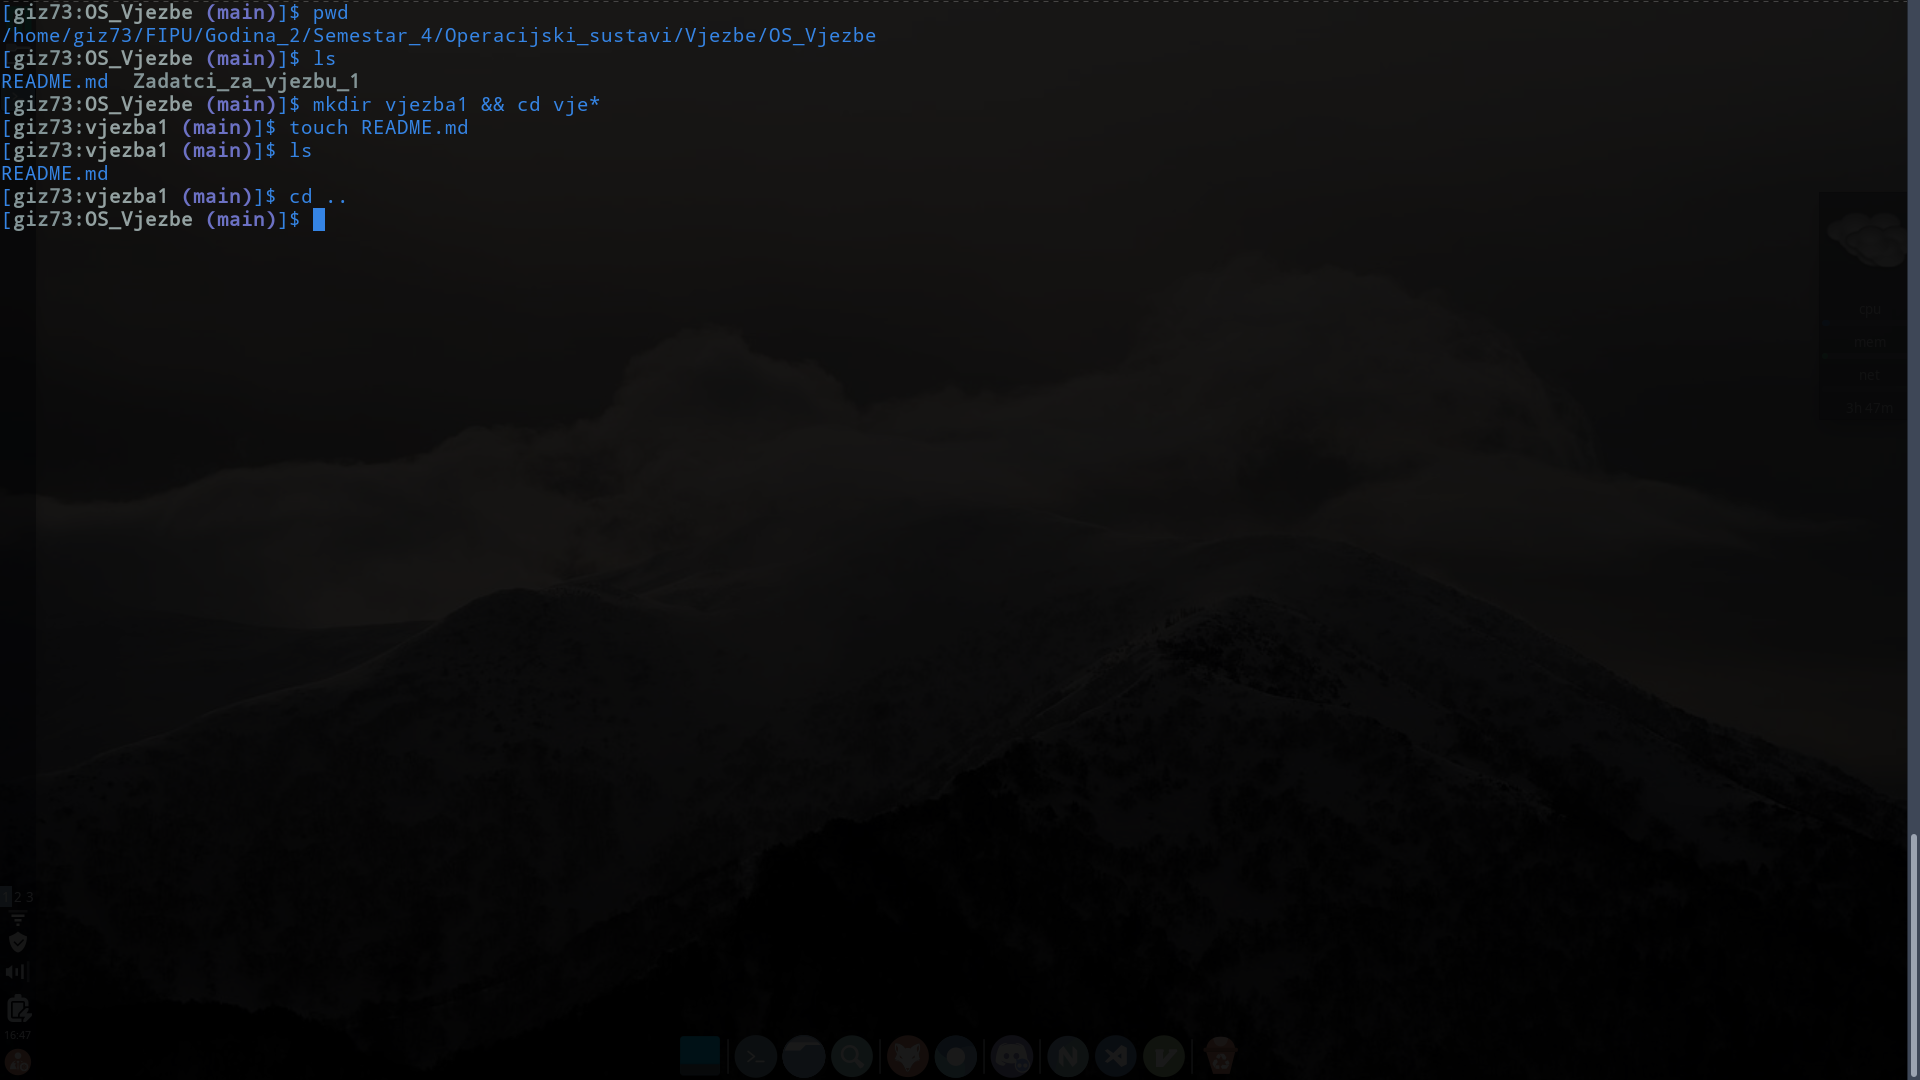 [giz73:OS_Vjezbe (main)]$ pwd
/home/giz73/FIPU/Godina_2/Semestar_4/Operacijski_sustavi/Vjezbe/OS_Vjezbe
[giz73:OS_Vjezbe (main)]$ ls
README.md  Zadatci_za_vjezbu_1
[giz73:OS_Vjezbe (main)]$ mkdir vjezba1 && cd vje*
[giz73:vjezba1 (main)]$ touch README.md
[giz73:vjezba1 (main)]$ ls
README.md
[giz73:vjezba1 (main)]$ cd ..
[giz73:OS_Vjezbe (main)]$
cpu
mem
net
3h 47m
1 2 3
16:47